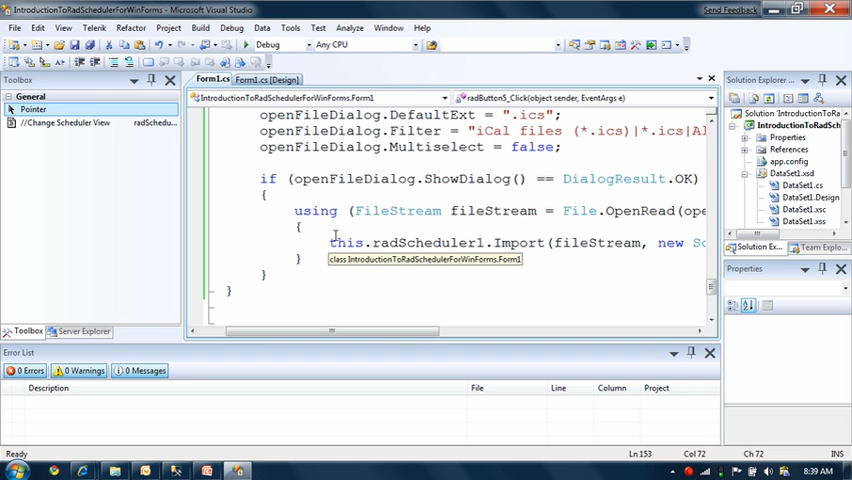 IntroductionToRadSchedulerForWinForms - Microsoft Visual Studio
Send Feedback
File Edit View Telerik Refactor Project Build Debug Data Tools Test Analyze Window Help
Debug Any CPU
Toolbox
General
Pointer
//Change Scheduler View radSchedu...
Form1.cs Form1.cs [Design]
IntroductionToRadSchedulerForWinForms.Form1
radButton5_Click(object sender, EventArgs e)
openFileDialog.DefaultExt = ".ics";
openFileDialog.Filter = "iCal files (*.ics)|*.ics|Al
openFileDialog.Multiselect = false;
if (openFileDialog.ShowDialog() == DialogResult.OK)
{
using (FileStream fileStream = File.OpenRead(ope
{
this.radScheduler1.Import(fileStream, new Sc
}
class IntroductionToRadSchedulerForWinForms.Form1
}
}
Solution Explorer
Solution 'IntroductionToRa
IntroductionToRadSched
Properties
References
app.config
DataSet1.xsd
DataSet1.cs
DataSet1.Design
DataSet1.xsc
DataSet1.xss
Solution Ex... Team Explo...
Properties
Toolbox Server Explorer
Error List
0 Errors 0 Warnings 0 Messages
Description File Line Column Project
Ready Ln 153 Col 72 Ch 72 INS
8:39 AM